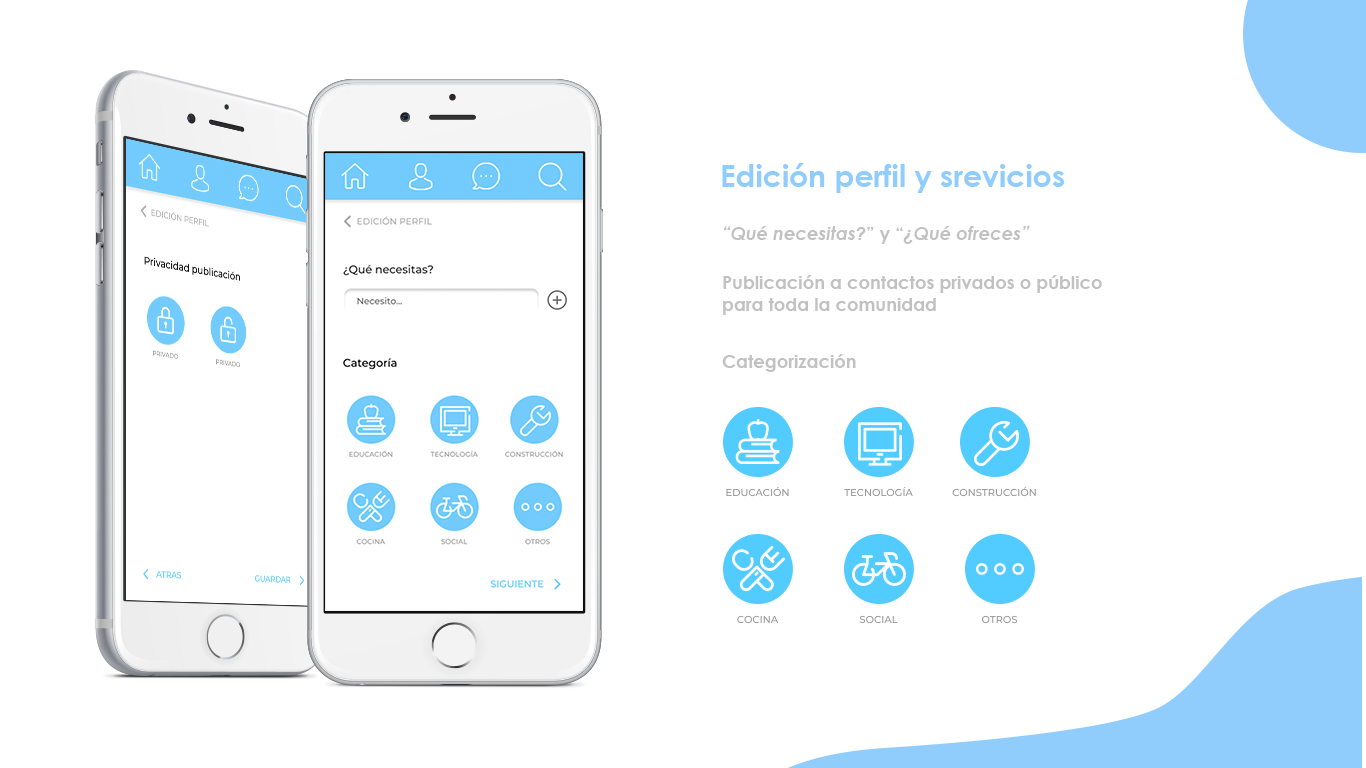 EDICIÓN PERFIL
Privacidad publicación
PRIVADO
PRIVADO
ATRAS
GUARDAR
EDICIÓN PERFIL
¿Qué necesitas?
Necesito...
Categoría
EDUCACIÓN
TECNOLOGÍA
CONSTRUCCIÓN
COCINA
SOCIAL
OTROS
SIGUIENTE
Edición perfil y srevicios
“Qué necesitas?” y “¿Qué ofreces”
Publicación a contactos privados o público
para toda la comunidad
Categorización
EDUCACIÓN
TECNOLOGÍA
CONSTRUCCIÓN
COCINA
SOCIAL
OTROS